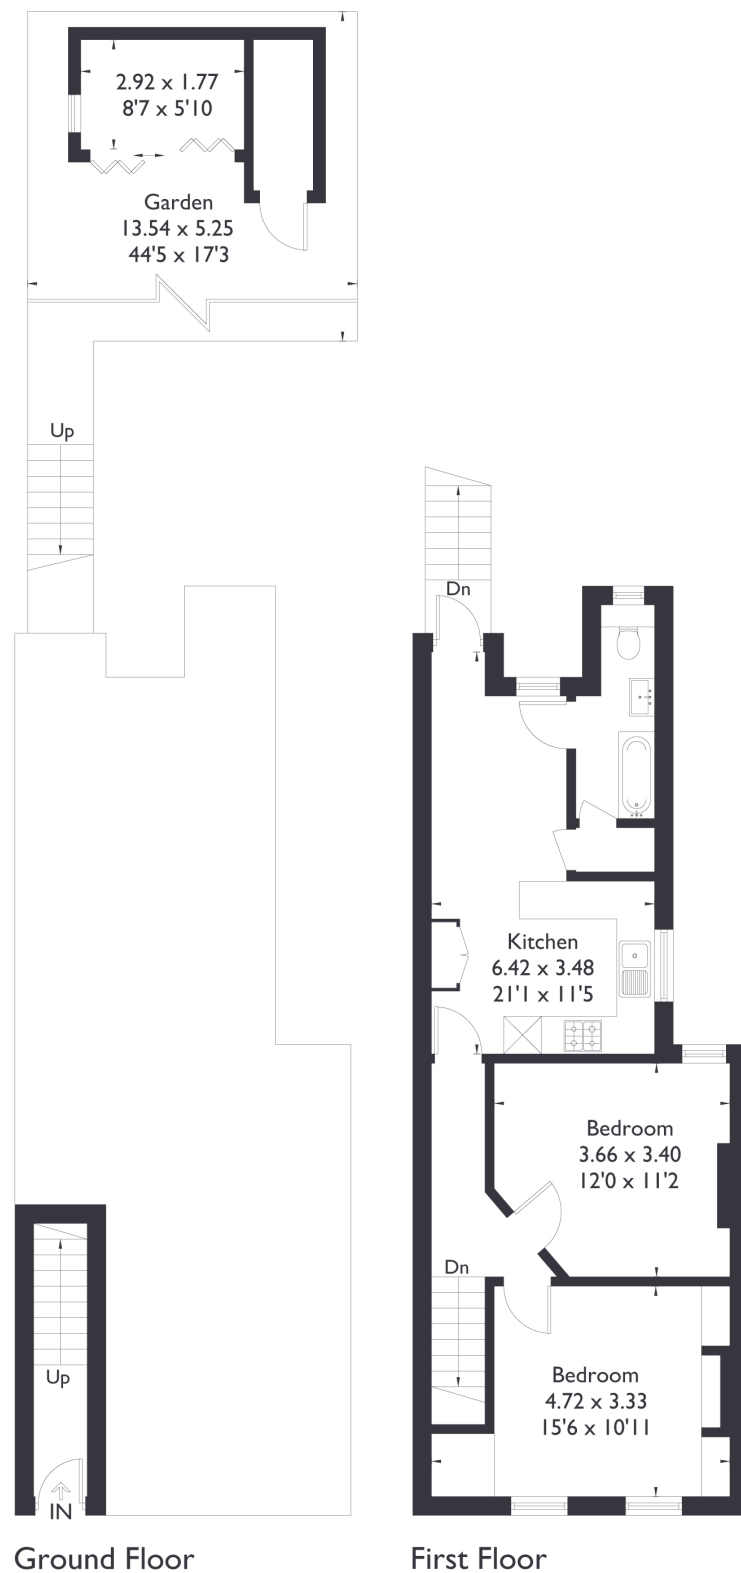 2.92 x 1.77
8'7 x 5'10
Garden
13.54 x 5.25
44'5 x 17'3
Up
Dn
Kitchen
6.42 x 3.48
21'1 x 11'5
Bedroom
3.66 x 3.40
12'0 x 11'2
Dn
Up
Bedroom
4.72 x 3.33
15'6 x 10'11
IN
Ground Floor
First Floor